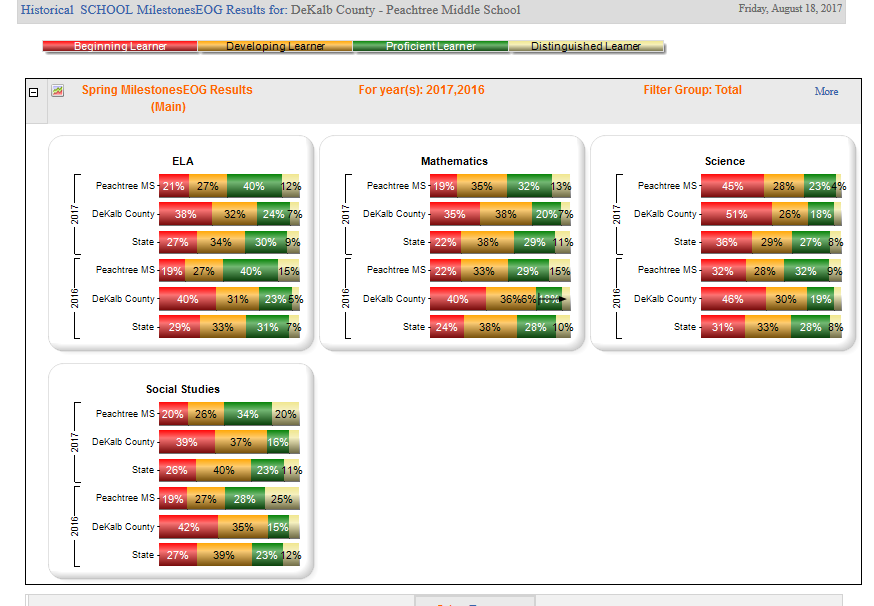 Historical SCHOOL MilestonesEOG Results for: DeKalb County - Peachtree Middle School
Friday, August 18, 2017
Beginning Learner Developing Learner Proficient Learner Distinguished Learner
Spring MilestonesEOG Results
(Main)
For year(s): 2017,2016
Filter Group: Total
More
ELA
2017
Peachtree MS 21% 27% 40% 12%
DeKalb County 38% 32% 24% 7%
State 27% 34% 30% 9%
2016
Peachtree MS 19% 27% 40% 15%
DeKalb County 40% 31% 23% 5%
State 29% 33% 31% 7%
Mathematics
2017
Peachtree MS 19% 35% 32% 13%
DeKalb County 35% 38% 20% 7%
State 22% 38% 29% 11%
2016
Peachtree MS 22% 33% 29% 15%
DeKalb County 40% 36% 6% 18%
State 24% 38% 28% 10%
Science
2017
Peachtree MS 45% 28% 23% 4%
DeKalb County 51% 26% 18%
State 36% 29% 27% 8%
2016
Peachtree MS 32% 28% 32% 9%
DeKalb County 46% 30% 19%
State 31% 33% 28% 8%
Social Studies
2017
Peachtree MS 20% 26% 34% 20%
DeKalb County 39% 37% 16%
State 26% 40% 23% 11%
2016
Peachtree MS 19% 27% 28% 25%
DeKalb County 42% 35% 15%
State 27% 39% 23% 12%